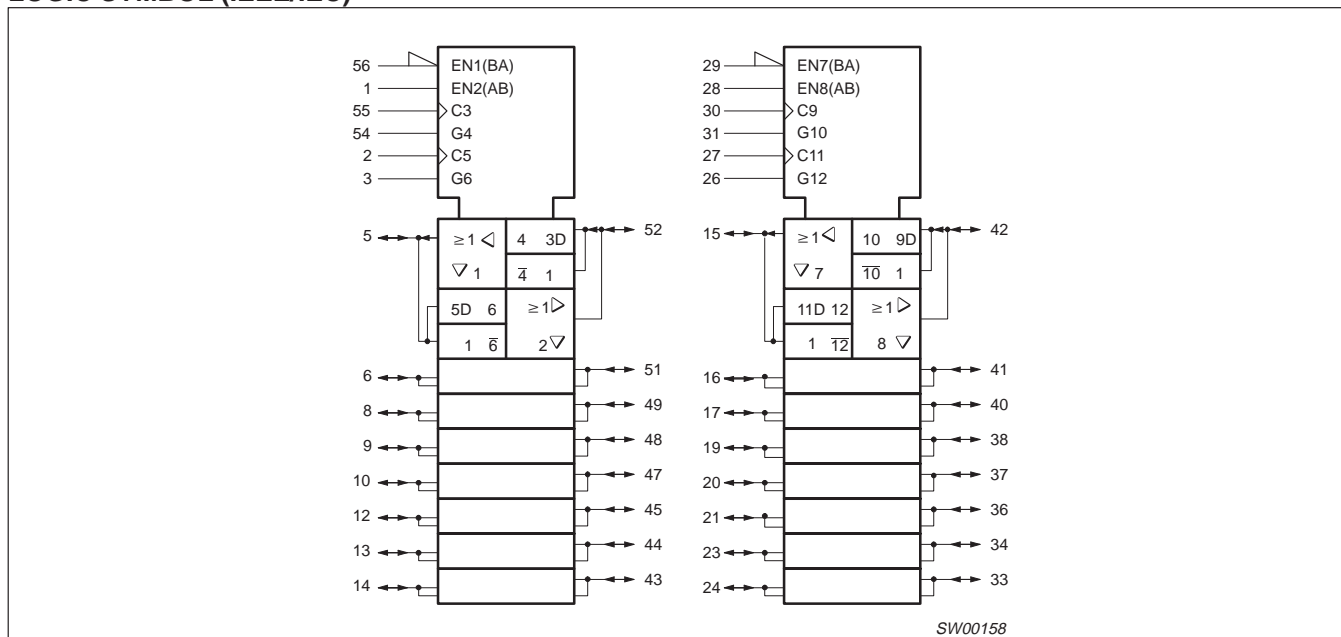 56 EN1(BA)
1 EN2(AB)
55 C3
54 G4
2 C5
3 G6
5 ≥1 4 3D 52
1 4̅ 1
5D 6 ≥1
1 6̅ 2
6 51
8 49
9 48
10 47
12 45
13 44
14 43
29 EN7(BA)
28 EN8(AB)
30 C9
31 G10
27 C11
26 G12
15 ≥1 10 9D 42
7 1̅0̅ 1
11D 12 ≥1
1 1̅2̅ 8
16 41
17 40
19 38
20 37
21 36
23 34
24 33
SW00158